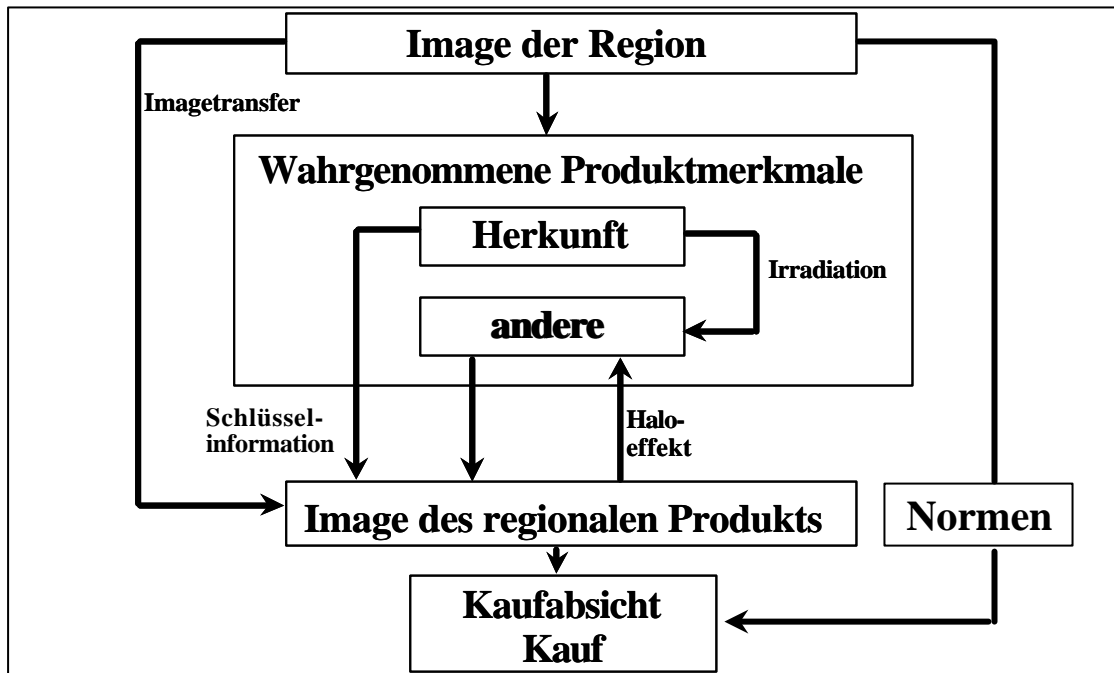 Image der Region
Imagetransfer
Wahrgenommene Produktmerkmale
Herkunft
Irradiation
andere
Schlüssel-
information
Halo-
effekt
Image des regionalen Produkts
Normen
Kaufabsicht
Kauf